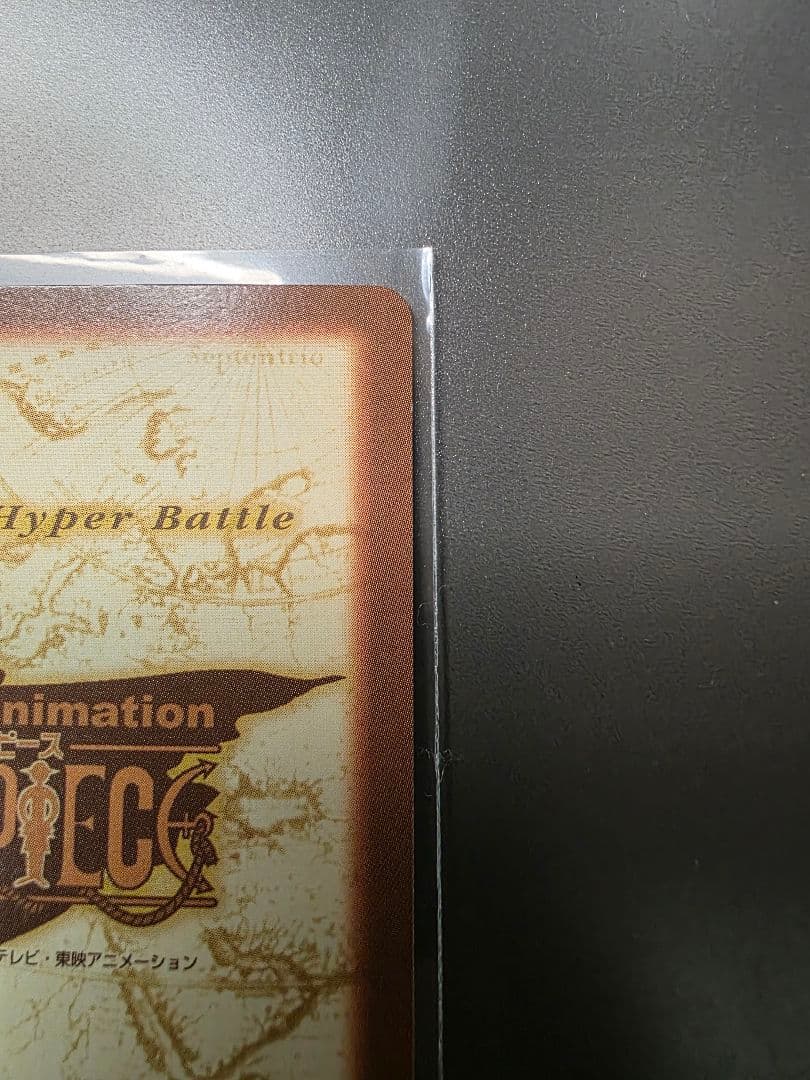 Septentrio
Hyper Battle
nimation
ピース
PIECE
テレビ・東映アニメーション